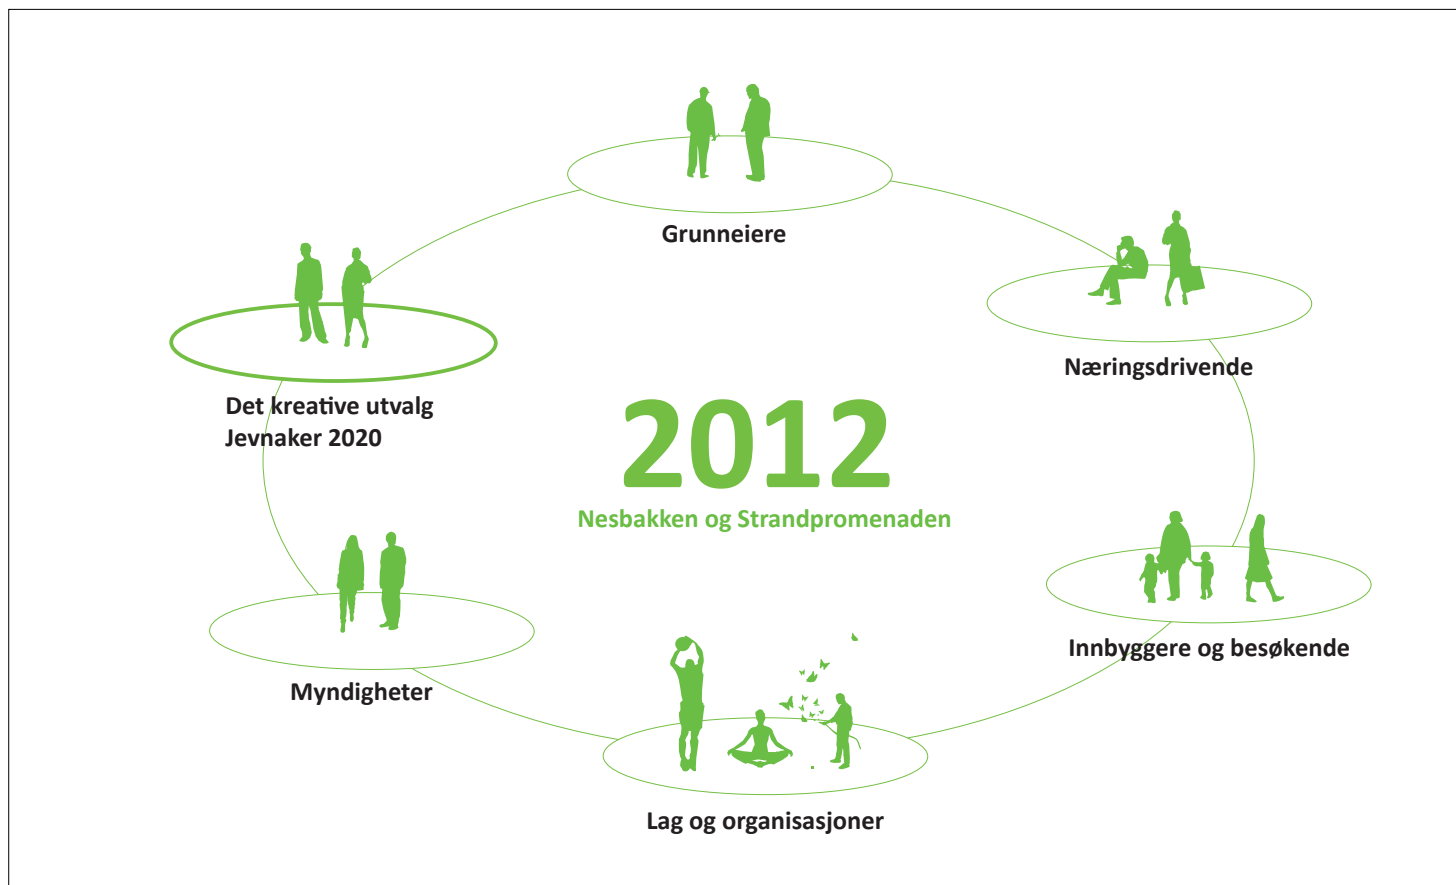 Grunneiere
Næringsdrivende
Det kreative utvalg
Jevnaker 2020
2012
Nesbakken og Strandpromenaden
Innbyggere og besøkende
Myndigheter
Lag og organisasjoner